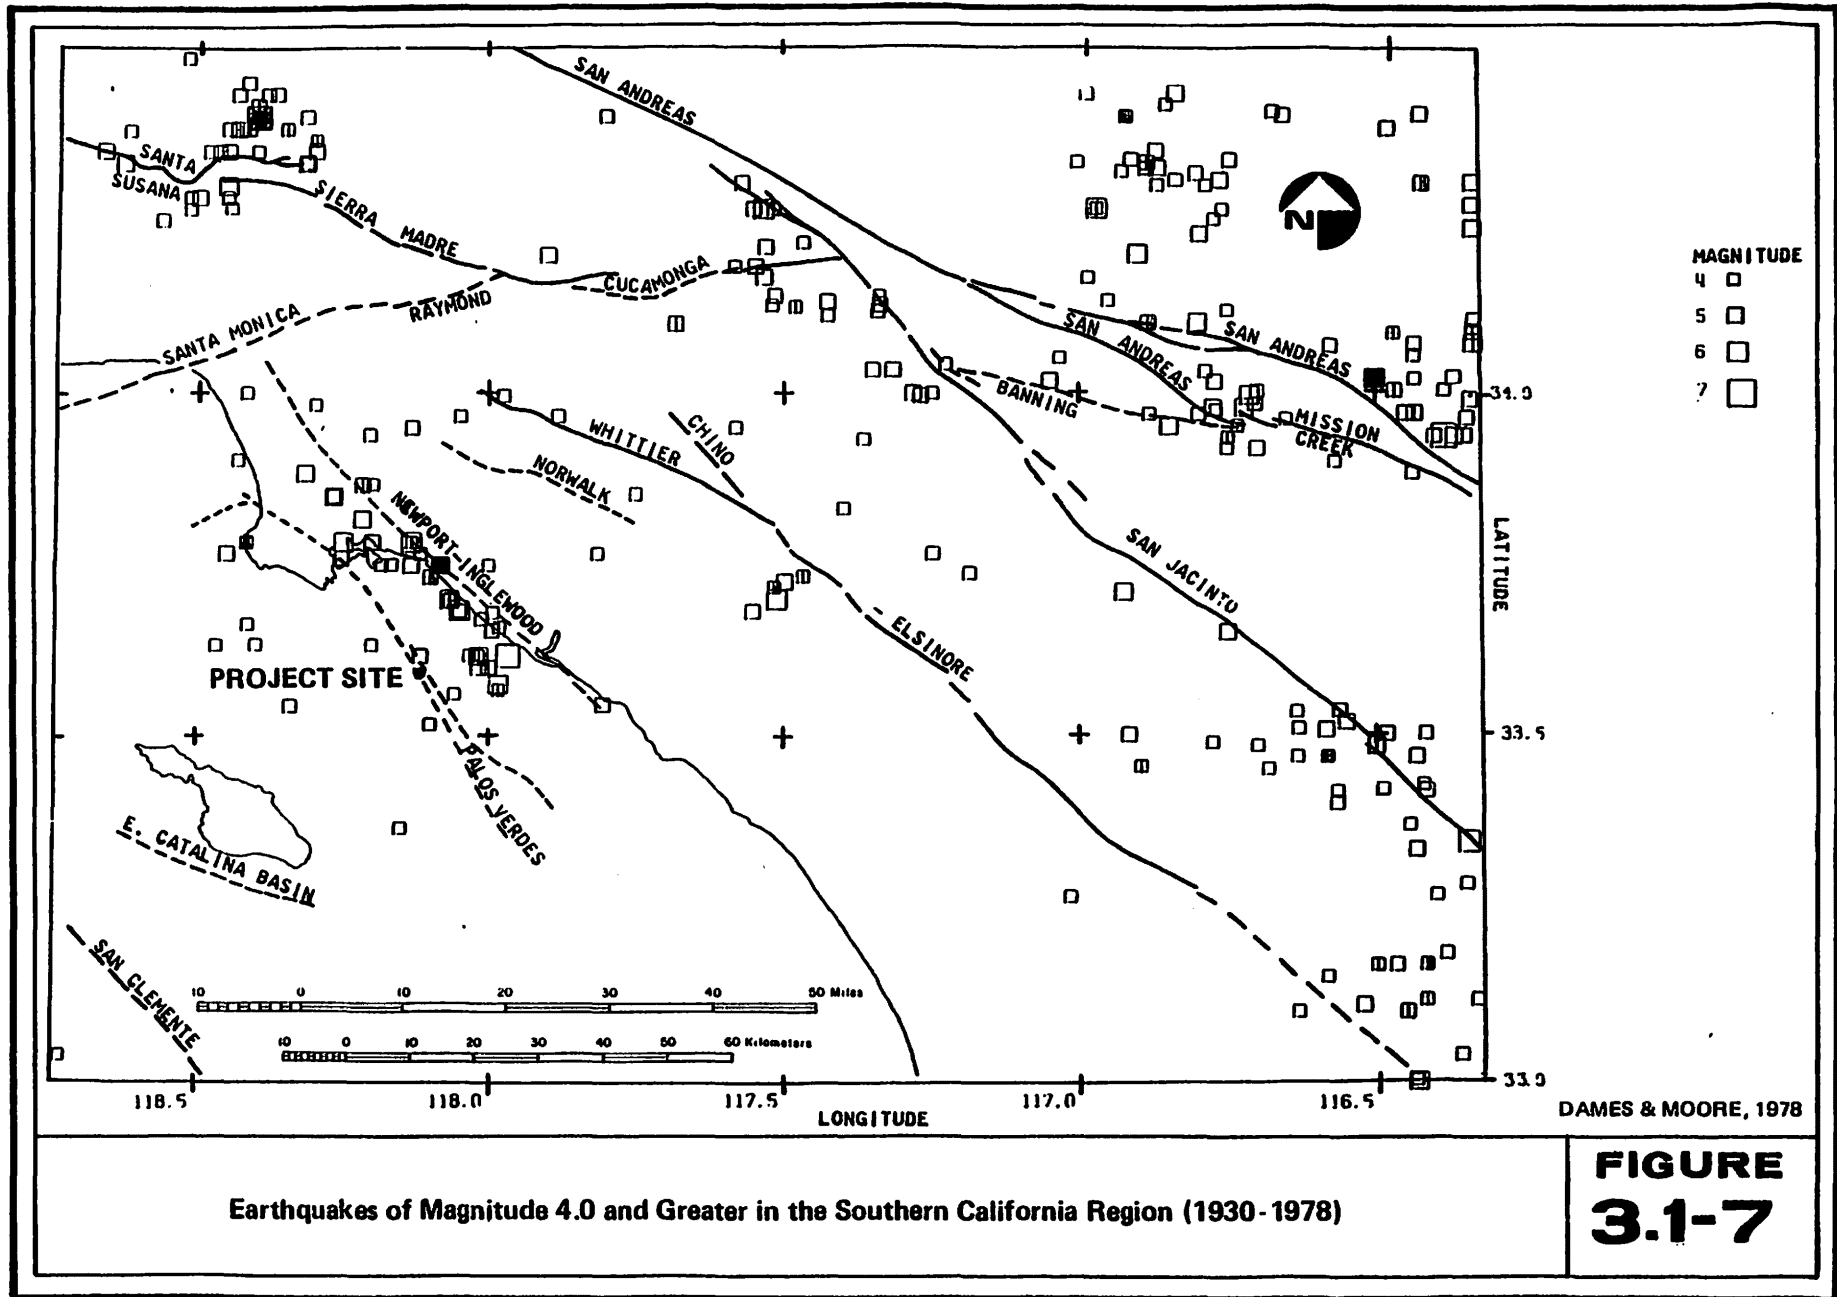 SAN ANDREAS
SANTA
SUSANA
SIERRA
MADRE
N
MAGNITUDE
4
5
6
7
CUCAMONGA
RAYMOND
SANTA MONICA
SAN ANDREAS
SAN ANDREAS
BANNING
MISSION
CREEK
34.0
WHITTIER
CHINO
NORWALK
NEWPORT-INGLEWOOD
SAN JACINTO
LATITUDE
ELSINORE
PROJECT SITE
33.5
PALOS VERDES
E. CATALINA BASIN
SAN CLEMENTE
10 0 10 20 30 40 50 Miles
10 0 10 20 30 40 50 60 Kilometers
33.0
118.5 118.0 117.5 117.0 116.5
LONGITUDE
DAMES & MOORE, 1978
Earthquakes of Magnitude 4.0 and Greater in the Southern California Region (1930-1978)
FIGURE
3.1-7